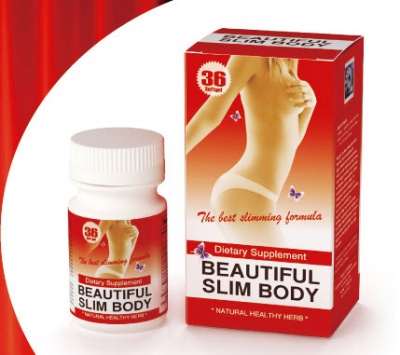 36
Softgel
The best slimming formula
Dietary Supplement
BEAUTIFUL
SLIM BODY
* NATURAL HEALTHY HERB *
36
The best slimming formula
Dietary Supplement
BEAUTIFUL
SLIM BODY
* NATURAL HEALTHY HERB *